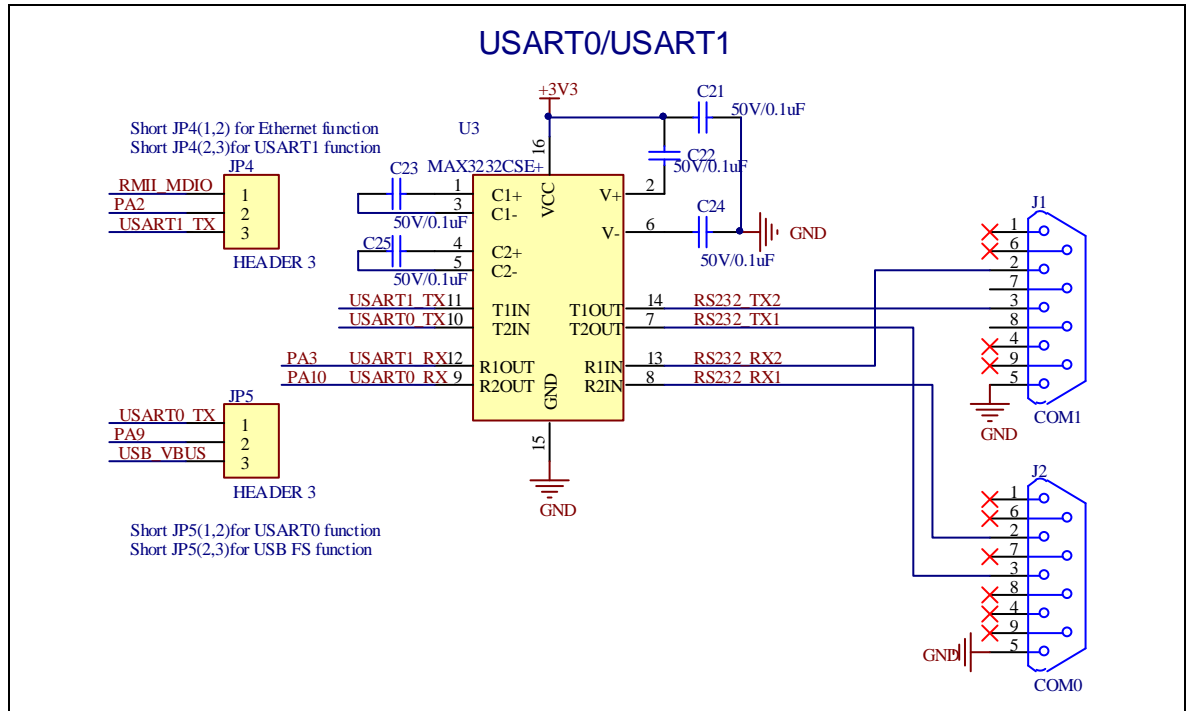 USART0/USART1
Short JP4(1,2) for Ethernet function
Short JP4(2,3) for USART1 function
JP4
RMII_MDIO 1
PA2 2
USART1_TX 3
HEADER 3
U3
MAX3232CSE+
+3V3
16
VCC
C21
50V/0.1uF
C22
50V/0.1uF
C23
50V/0.1uF
C24
50V/0.1uF
C25
50V/0.1uF
GND
1 C1+
3 C1-
4 C2+
5 C2-
V+ 2
V- 6
USART1_TX 11 T1IN
USART0_TX 10 T2IN
PA3 USART1_RX 12 R1OUT
PA10 USART0_RX 9 R2OUT
T1OUT 14 RS232_TX2
T2OUT 7 RS232_TX1
R1IN 13 RS232_RX2
R2IN 8 RS232_RX1
GND
15
GND
JP5
USART0_TX 1
PA9 2
USB_VBUS 3
HEADER 3
Short JP5(1,2)for USART0 function
Short JP5(2,3)for USB FS function
J1
1
6
2
7
3
8
4
9
5
GND
COM1
J2
1
6
2
7
3
8
4
9
5
GND
COM0